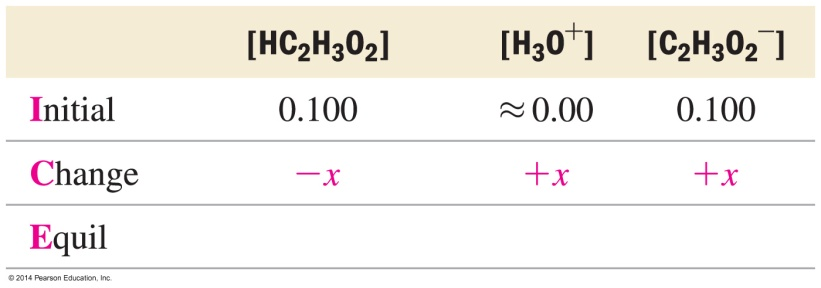 [HC₂H₃O₂] [H₃O⁺] [C₂H₃O₂⁻]
Initial 0.100 ≈0.00 0.100
Change −x +x +x
Equil
© 2014 Pearson Education, Inc.